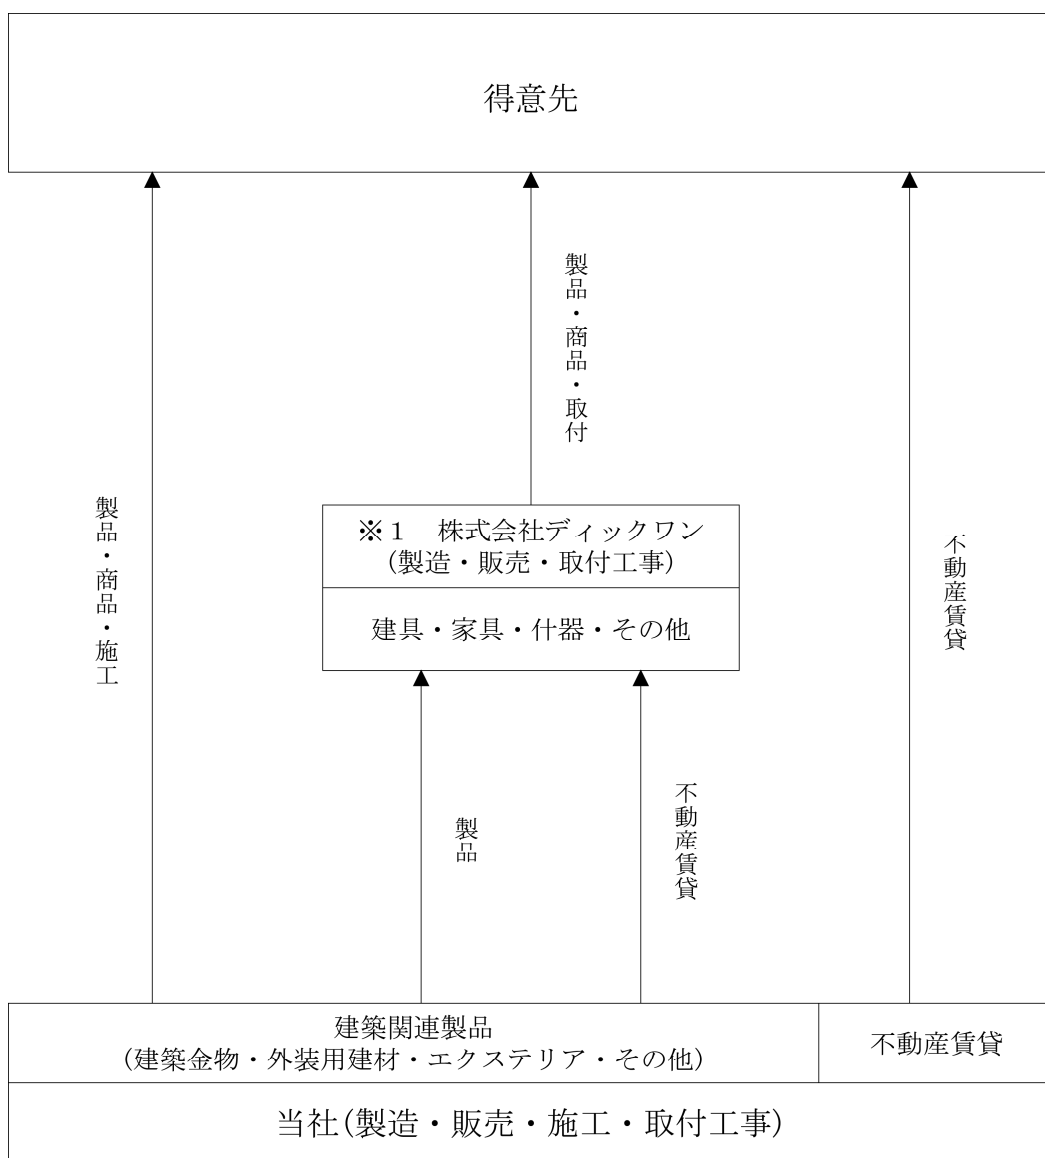 得意先
製品・商品・取付
製品・商品・施工
※１　株式会社ディックワン
(製造・販売・取付工事)
建具・家具・什器・その他
不動産賃貸
製品
不動産賃貸
建築関連製品
(建築金物・外装用建材・エクステリア・その他)
不動産賃貸
当社(製造・販売・施工・取付工事)